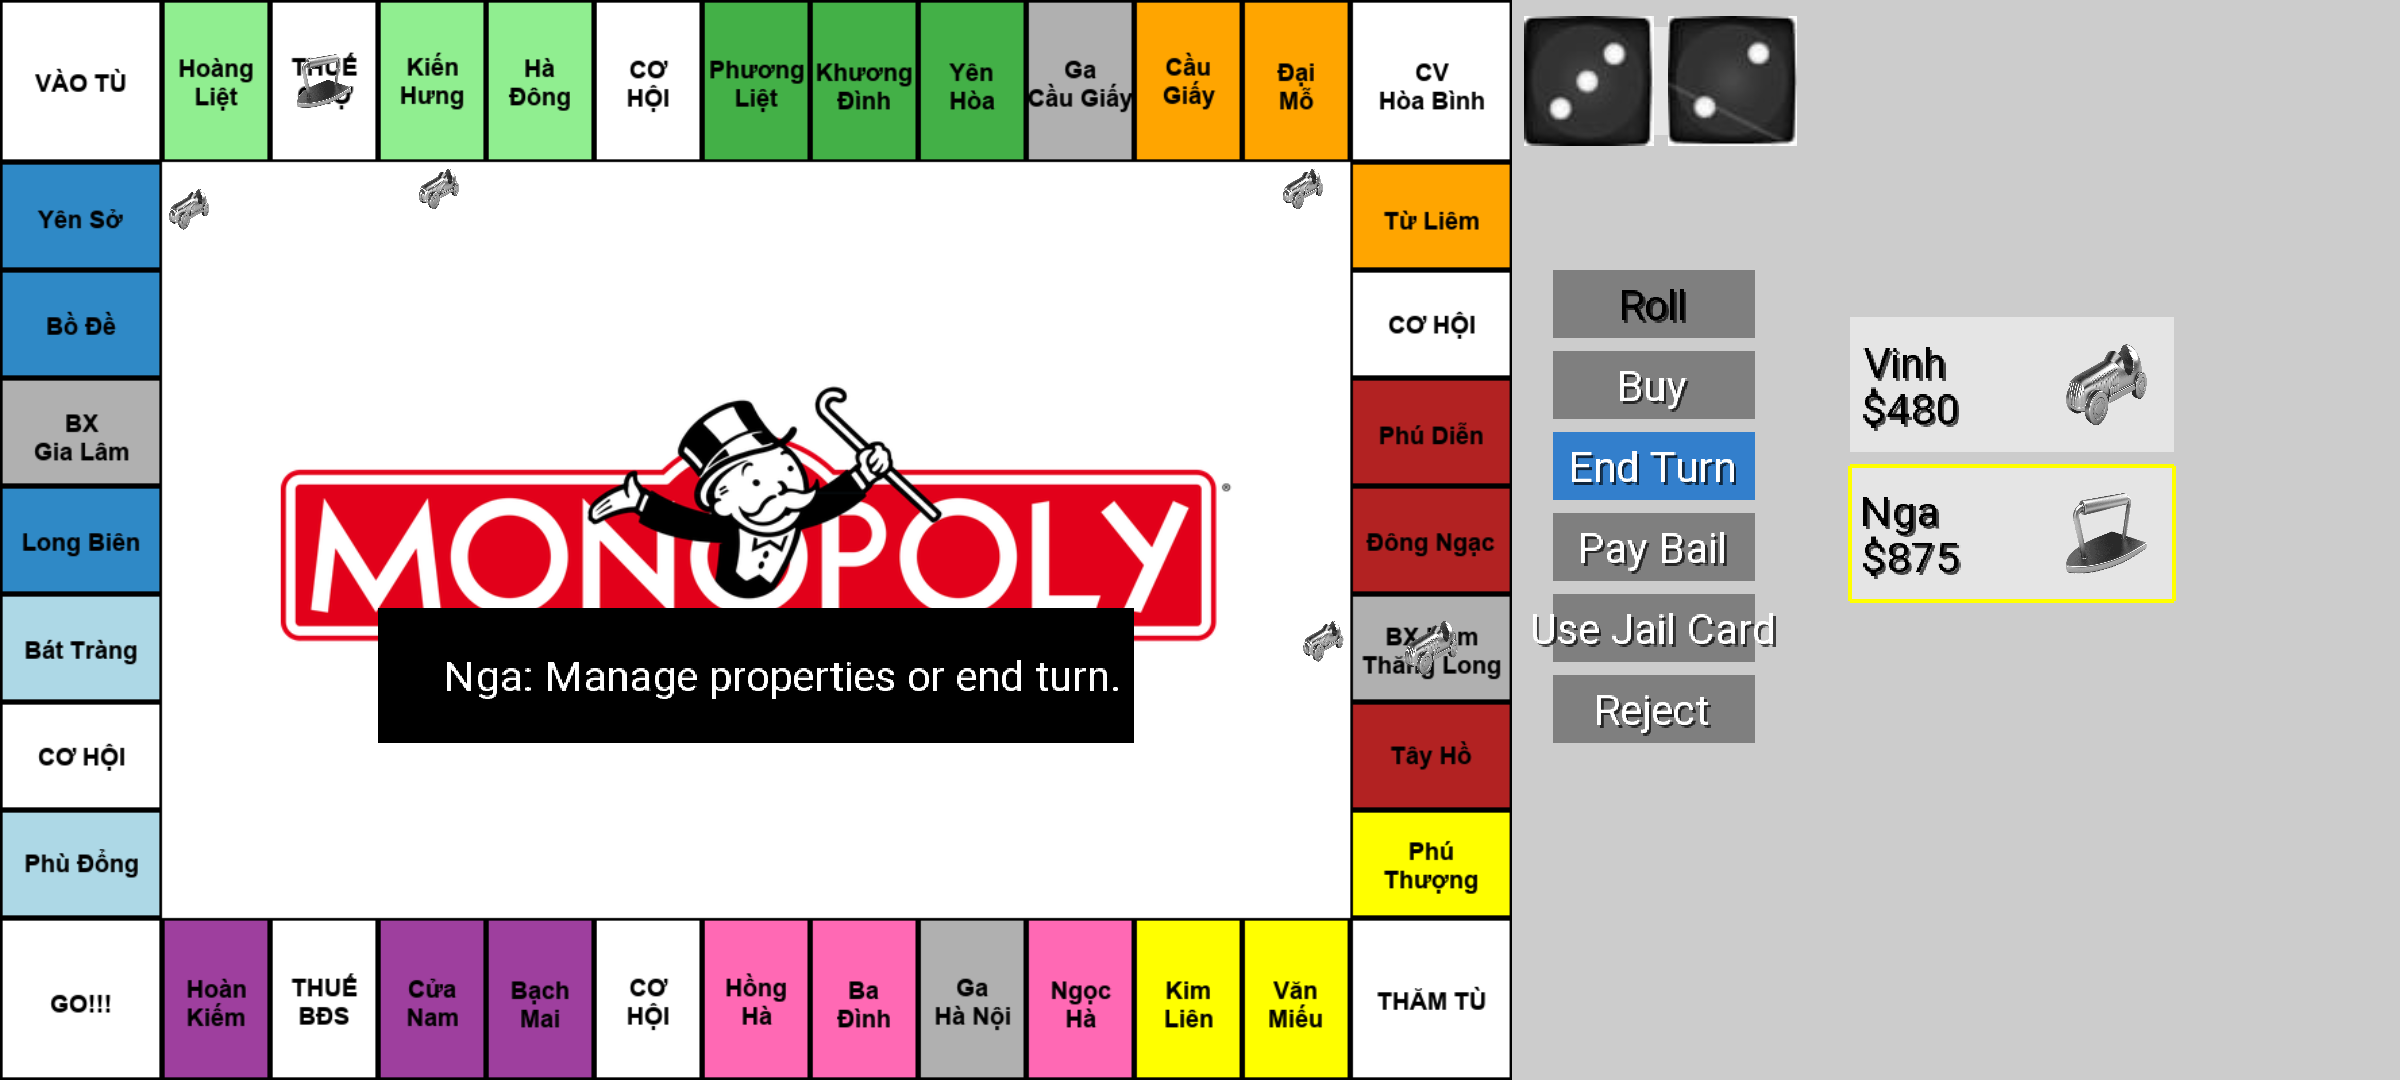 VÀO TÙ
Hoàng
Liệt
THUẾ
Kiến
Hưng
Hà
Đông
CƠ
HỘI
Phương
Liệt
Khương
Đình
Yên
Hòa
Ga
Cầu Giấy
Cầu
Giấy
Đại
Mỗ
CV
Hòa Bình
Yên Sở
Bồ Đề
BX
Gia Lâm
Long Biên
Bát Tràng
CƠ HỘI
Phù Đổng
MONOPOLY
®
Nga: Manage properties or end turn.
Từ Liêm
CƠ HỘI
Phú Diễn
Đông Ngạc
BX
Thăng Long
Tây Hồ
Phú
Thượng
GO!!!
Hoàn
Kiếm
THUẾ
BĐS
Cửa
Nam
Bạch
Mai
CƠ
HỘI
Hồng
Hà
Ba
Đình
Ga
Hà Nội
Ngọc
Hà
Kim
Liên
Văn
Miếu
THĂM TÙ
Roll
Buy
End Turn
Pay Bail
Use Jail Card
Reject
Vinh
$480
Nga
$875